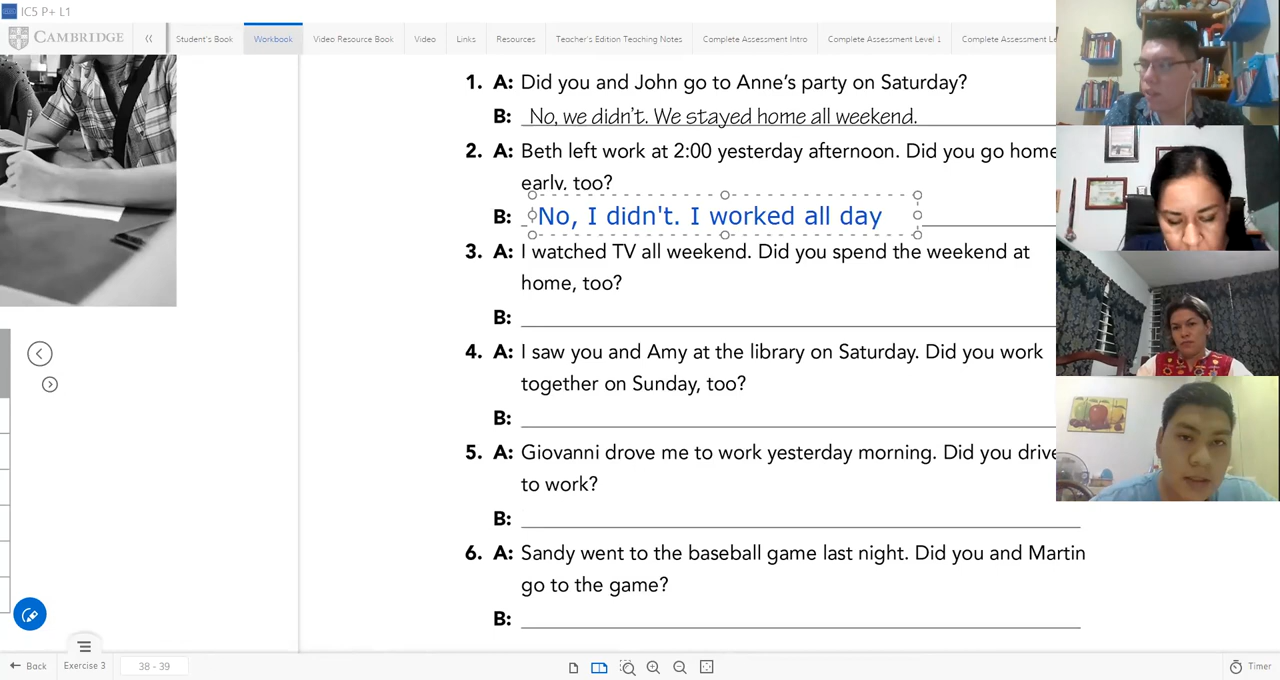 IC5 P+ L1
CAMBRIDGE
Student's Book Workbook Video Resource Book Video Links Resources Teacher's Edition Teaching Notes Complete Assessment Intro Complete Assessment Level 1 Complete Assessment Le
1. A: Did you and John go to Anne's party on Saturday?
B: No, we didn't. We stayed home all weekend.
2. A: Beth left work at 2:00 yesterday afternoon. Did you go home
early, too?
B: No, I didn't. I worked all day
3. A: I watched TV all weekend. Did you spend the weekend at
home, too?
B:
4. A: I saw you and Amy at the library on Saturday. Did you work
together on Sunday, too?
B:
5. A: Giovanni drove me to work yesterday morning. Did you drive
to work?
B:
6. A: Sandy went to the baseball game last night. Did you and Martin
go to the game?
B:
Back Exercise 3 38 - 39 Timer